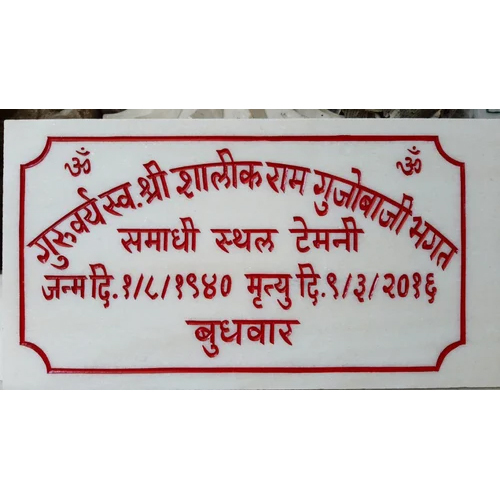 ॐ ॐ
गुरुवर्य स्व. श्री शालीकराम गुजोबाजी भगत
समाधी स्थल टेमनी
जन्म दि. १/८/१९४० मृत्यु दि. ९/३/२०१६
बुधवार